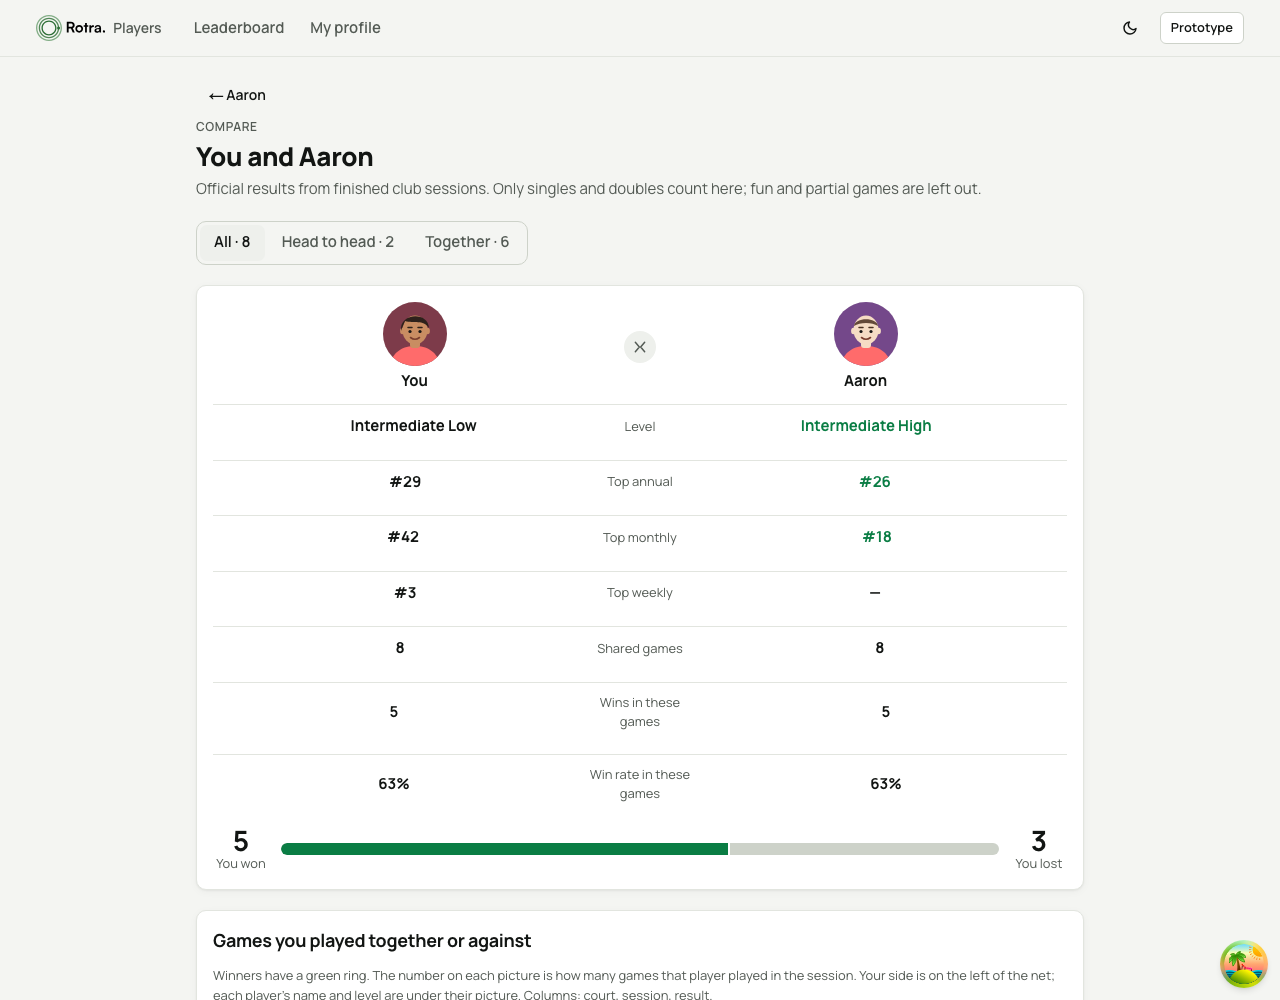 Rotra. Players Leaderboard My profile Prototype
← Aaron
COMPARE
You and Aaron
Official results from finished club sessions. Only singles and doubles count here; fun and partial games are left out.
All · 8 Head to head · 2 Together · 6
You Aaron
Intermediate Low Level Intermediate High
#29 Top annual #26
#42 Top monthly #18
#3 Top weekly —
8 Shared games 8
5 Wins in these games 5
63% Win rate in these games 63%
5 3
You won You lost
Games you played together or against
Winners have a green ring. The number on each picture is how many games that player played in the session. Your side is on the left of the net;
each player's name and level are under their picture. Columns: court, session, result.